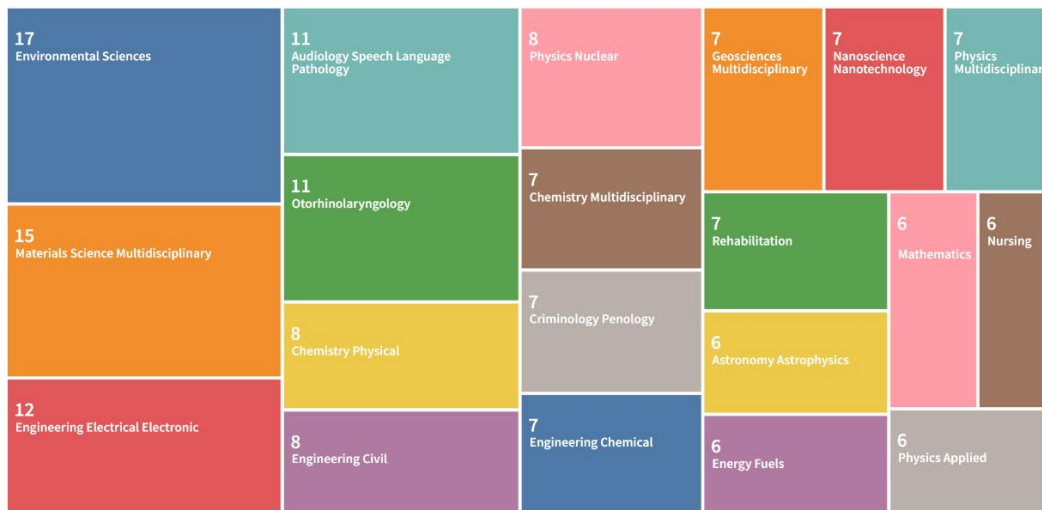 17
Environmental Sciences
15
Materials Science Multidisciplinary
12
Engineering Electrical Electronic
11
Audiology Speech Language
Pathology
11
Otorhinolaryngology
8
Chemistry Physical
8
Engineering Civil
8
Physics Nuclear
7
Chemistry Multidisciplinary
7
Criminology Penology
7
Engineering Chemical
7
Geosciences
Multidisciplinary
7
Nanoscience
Nanotechnology
7
Physics
Multidisciplinar
7
Rehabilitation
6
Astronomy Astrophysics
6
Energy Fuels
6
Mathematics
6
Nursing
6
Physics Applied